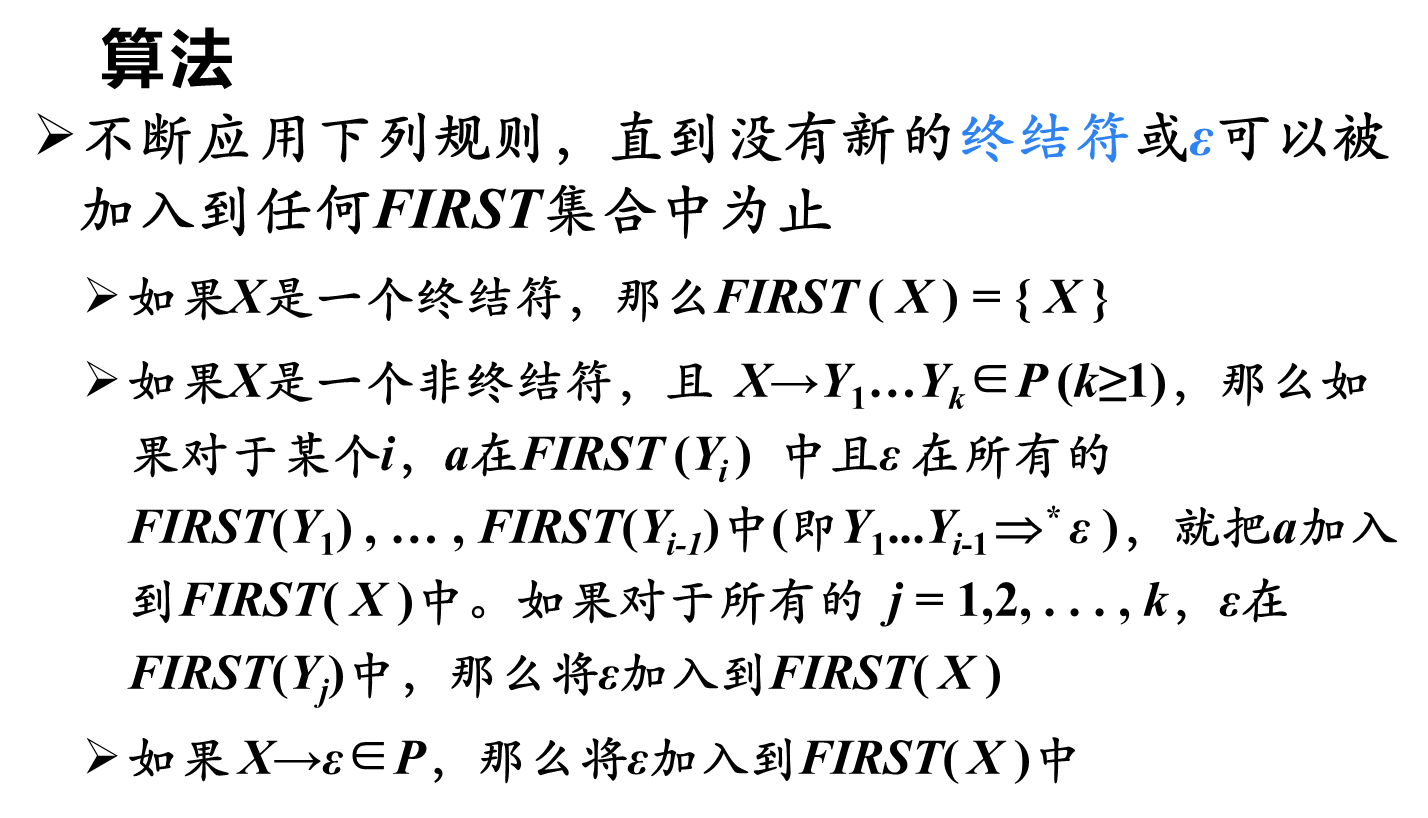 算法
➢不断应用下列规则，直到没有新的终结符或ε可以被
加入到任何FIRST集合中为止
➢如果X是一个终结符，那么FIRST ( X ) = { X }
➢如果X是一个非终结符，且 X→Y₁…Yₖ∈P (k≥1)，那么如
果对于某个i，a在FIRST (Yᵢ) 中且ε 在所有的
FIRST(Y₁) , … , FIRST(Yᵢ₋₁)中(即Y₁...Yᵢ₋₁⇒* ε )，就把a加入
到FIRST( X )中。如果对于所有的 j = 1,2, . . . , k，ε在
FIRST(Yⱼ)中，那么将ε加入到FIRST( X )
➢如果 X→ε∈P，那么将ε加入到FIRST( X )中